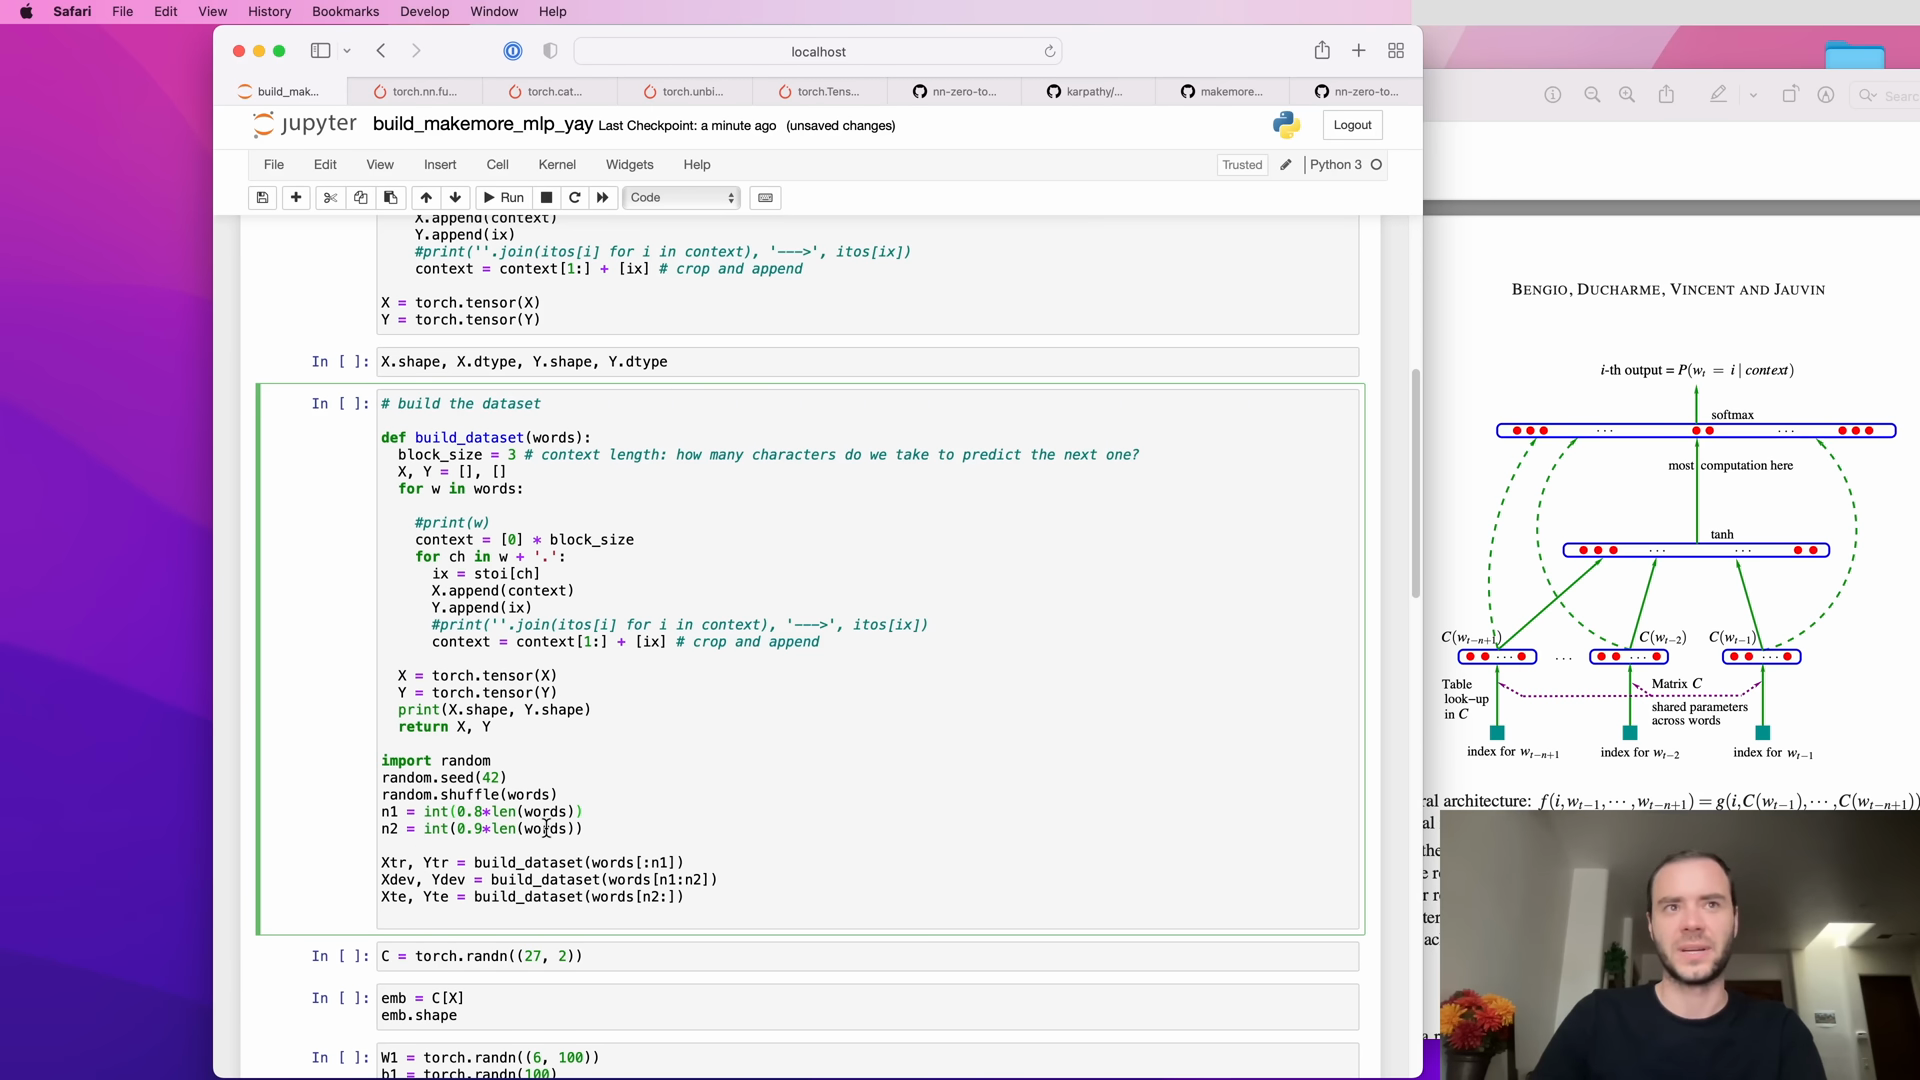 Safari File Edit View History Bookmarks Develop Window Help
localhost
build_mak... torch.nn.fu... torch.cat... torch.unbi... torch.Tens... nn-zero-to... karpathy/... makemore... nn-zero-to...
jupyter build_makemore_mlp_yay Last Checkpoint: a minute ago (unsaved changes) Logout
File Edit View Insert Cell Kernel Widgets Help Trusted Python 3
Run Code
X.append(context)
Y.append(ix)
#print(''.join(itos[i] for i in context), '--->', itos[ix])
context = context[1:] + [ix] # crop and append
X = torch.tensor(X)
Y = torch.tensor(Y)
In [ ]: X.shape, X.dtype, Y.shape, Y.dtype
In [ ]: # build the dataset
def build_dataset(words):
block_size = 3 # context length: how many characters do we take to predict the next one?
X, Y = [], []
for w in words:
#print(w)
context = [0] * block_size
for ch in w + '.':
ix = stoi[ch]
X.append(context)
Y.append(ix)
#print(''.join(itos[i] for i in context), '--->', itos[ix])
context = context[1:] + [ix] # crop and append
X = torch.tensor(X)
Y = torch.tensor(Y)
print(X.shape, Y.shape)
return X, Y
import random
random.seed(42)
random.shuffle(words)
n1 = int(0.8*len(words))
n2 = int(0.9*len(words))
Xtr, Ytr = build_dataset(words[:n1])
Xdev, Ydev = build_dataset(words[n1:n2])
Xte, Yte = build_dataset(words[n2:])
In [ ]: C = torch.randn((27, 2))
In [ ]: emb = C[X]
emb.shape
In [ ]: W1 = torch.randn((6, 100))
b1 = torch.randn(100)
Search
BENGIO, DUCHARME, VINCENT AND JAUVIN
i-th output = P(w_t = i | context)
softmax
. . . . . .
most computation here
tanh
. . . . . .
C(w_{t−n+1}) C(w_{t−2}) C(w_{t−1})
. . . . . . . . . . . .
Table look−up in C
Matrix C
shared parameters across words
index for w_{t−n+1} index for w_{t−2} index for w_{t−1}
ral architecture: f(i, w_{t−1}, · · · , w_{t−n+1}) = g(i, C(w_{t−1}), · · · , C(w_{t−n+1}))